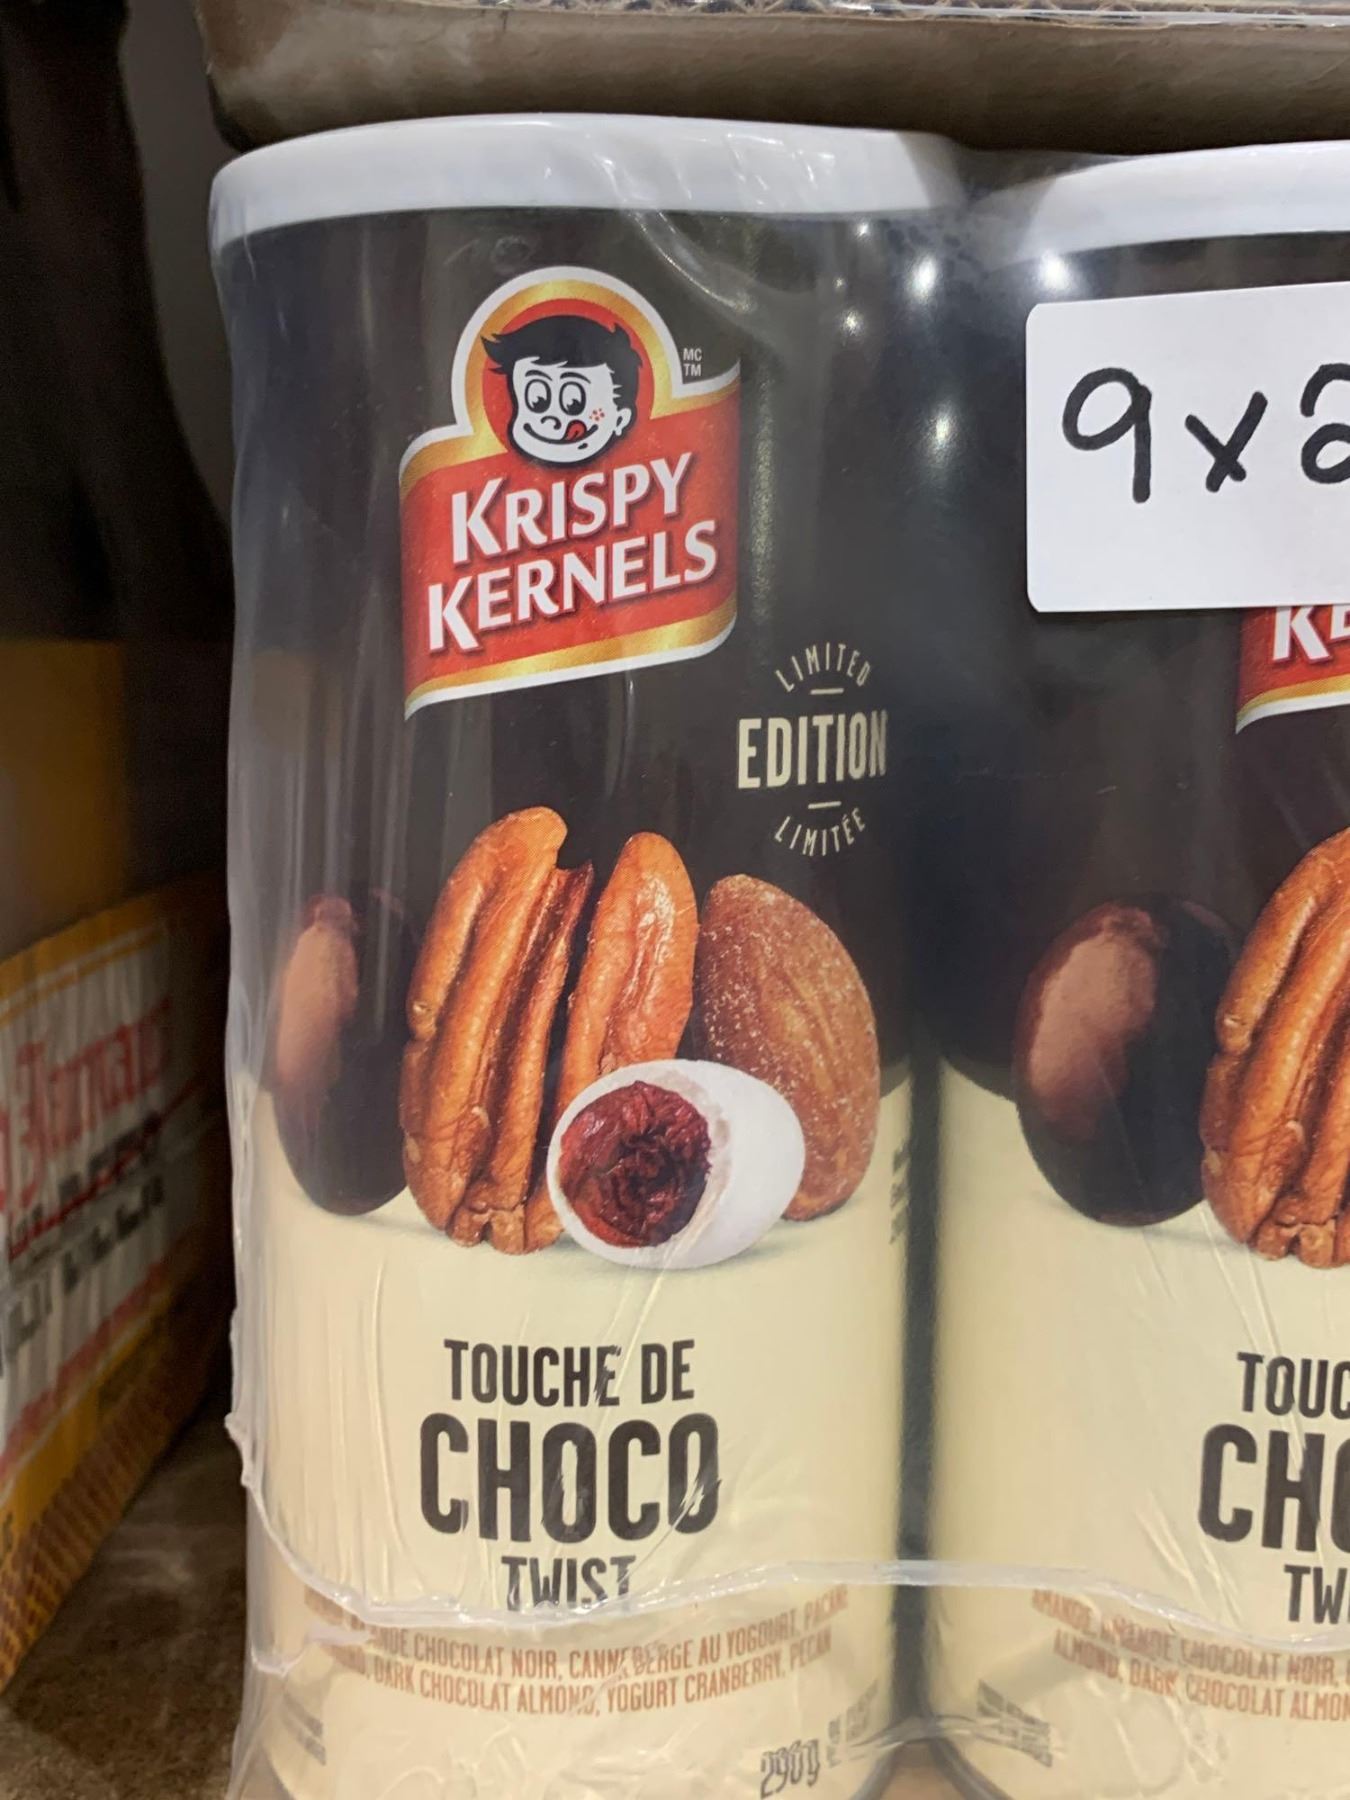 MC
TM
KRISPY
KERNELS
LIMITED
EDITION
LIMITÉE
TOUCHE DE
CHOCO
TWIST
CHOCOLAT NOIR, CANNEBERGE AU YOGOURT, PACANE
DARK CHOCOLAT ALMOND, YOGURT CRANBERRY, PECAN
290g
9x2
TOUC
CHO
TW
AMANDE, AMANDE CHOCOLAT NOIR,
ALMOND, DARK CHOCOLAT ALMO